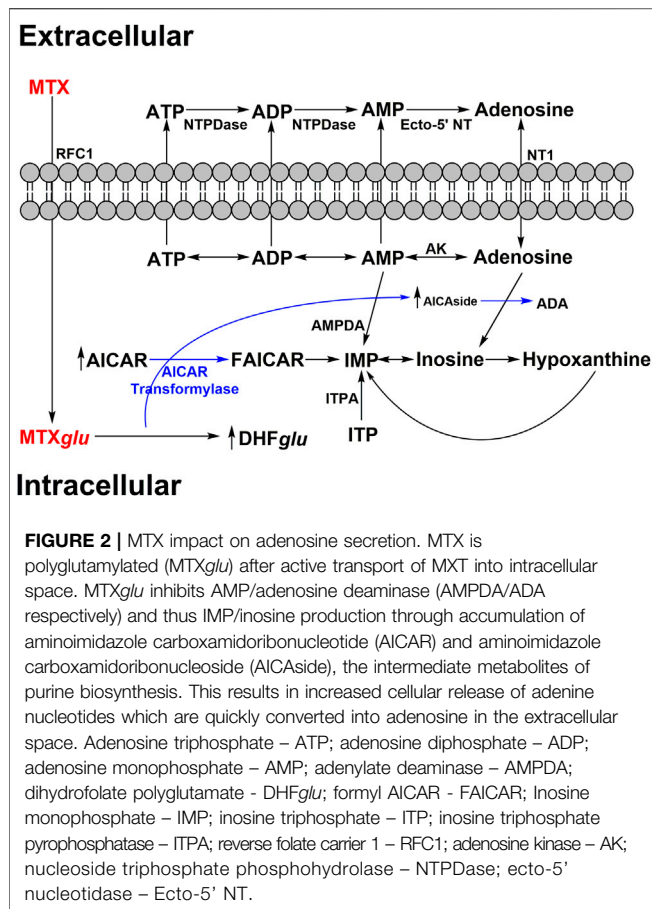 Extracellular
MTX
ATP NTPDase ADP NTPDase AMP Ecto-5' NT Adenosine
RFC1 NT1
ATP ADP AMP AK Adenosine
↑AICAside ADA
AMPDA
↑AICAR FAICAR IMP Inosine Hypoxanthine
AICAR
Transformylase
ITPA
MTXglu ↑DHFglu ITP
Intracellular
FIGURE 2 | MTX impact on adenosine secretion. MTX is
polyglutamylated (MTXglu) after active transport of MXT into intracellular
space. MTXglu inhibits AMP/adenosine deaminase (AMPDA/ADA
respectively) and thus IMP/inosine production through accumulation of
aminoimidazole carboxamidoribonucleotide (AICAR) and aminoimidazole
carboxamidoribonucleoside (AICAside), the intermediate metabolites of
purine biosynthesis. This results in increased cellular release of adenine
nucleotides which are quickly converted into adenosine in the extracellular
space. Adenosine triphosphate – ATP; adenosine diphosphate – ADP;
adenosine monophosphate – AMP; adenylate deaminase – AMPDA;
dihydrofolate polyglutamate - DHFglu; formyl AICAR - FAICAR; Inosine
monophosphate – IMP; inosine triphosphate – ITP; inosine triphosphate
pyrophosphatase – ITPA; reverse folate carrier 1 – RFC1; adenosine kinase – AK;
nucleoside triphosphate phosphohydrolase – NTPDase; ecto-5’
nucleotidase – Ecto-5’ NT.